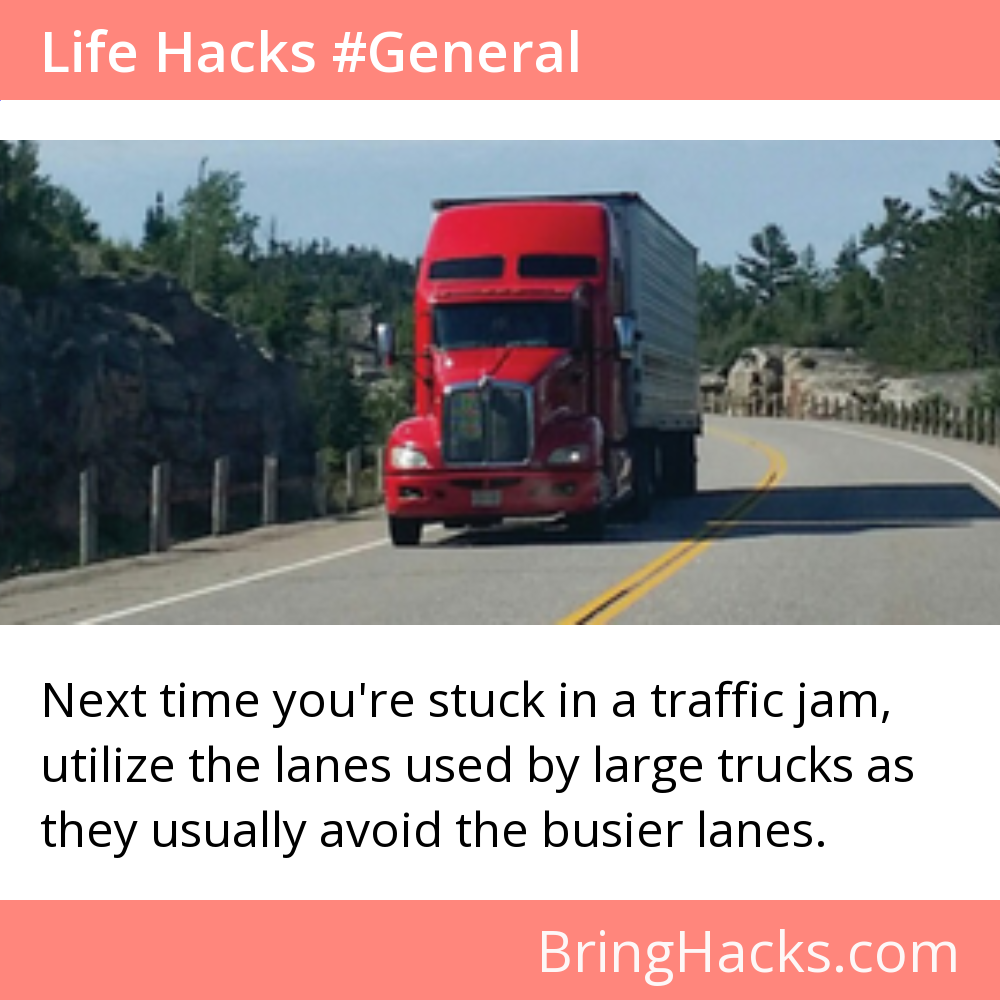 Life Hacks #General
Next time you're stuck in a traffic jam,
utilize the lanes used by large trucks as
they usually avoid the busier lanes.
BringHacks.com